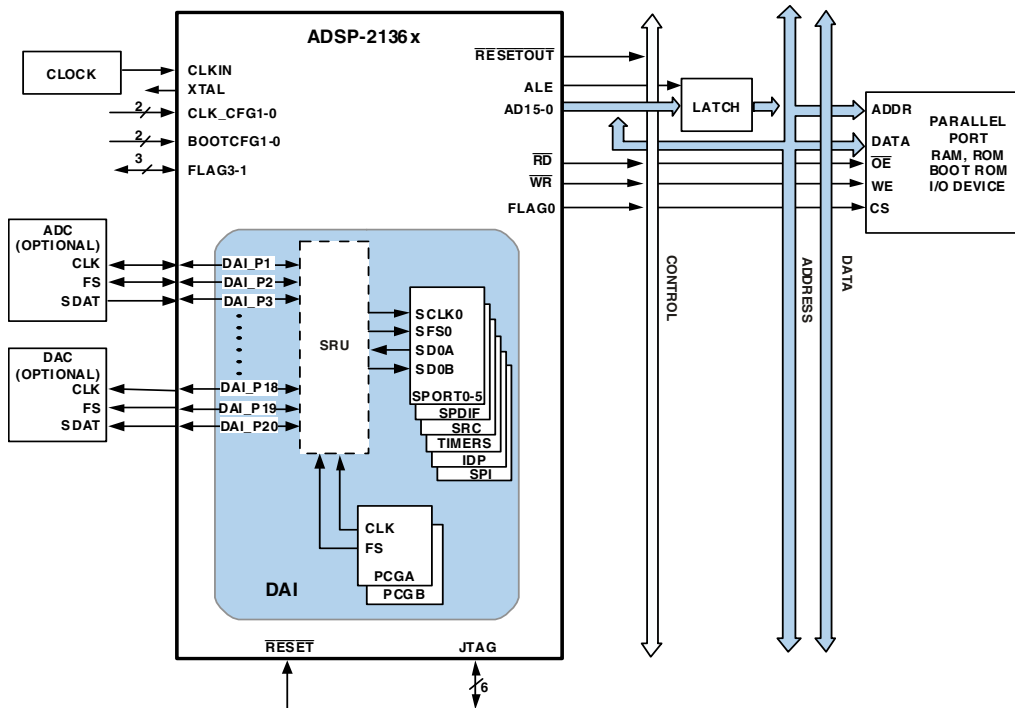 ADSP-2136x
CLOCK
CLKIN
XTAL
2
CLK_CFG1-0
2
BOOTCFG1-0
3
FLAG3-1
RESETOUT
ALE
AD15-0
LATCH
RD
WR
FLAG0
ADDR
DATA
OE
WE
CS
PARALLEL
PORT
RAM, ROM
BOOT ROM
I/O DEVICE
CONTROL
ADDRESS
DATA
ADC
(OPTIONAL)
CLK
FS
SDAT
DAI_P1
DAI_P2
DAI_P3
DAC
(OPTIONAL)
CLK
FS
SDAT
DAI_P18
DAI_P19
DAI_P20
SRU
SCLK0
SFS0
SD0A
SD0B
SPORT0-5
SPDIF
SRC
TIMERS
IDP
SPI
CLK
FS
PCGA
PCGB
DAI
RESET
JTAG
6